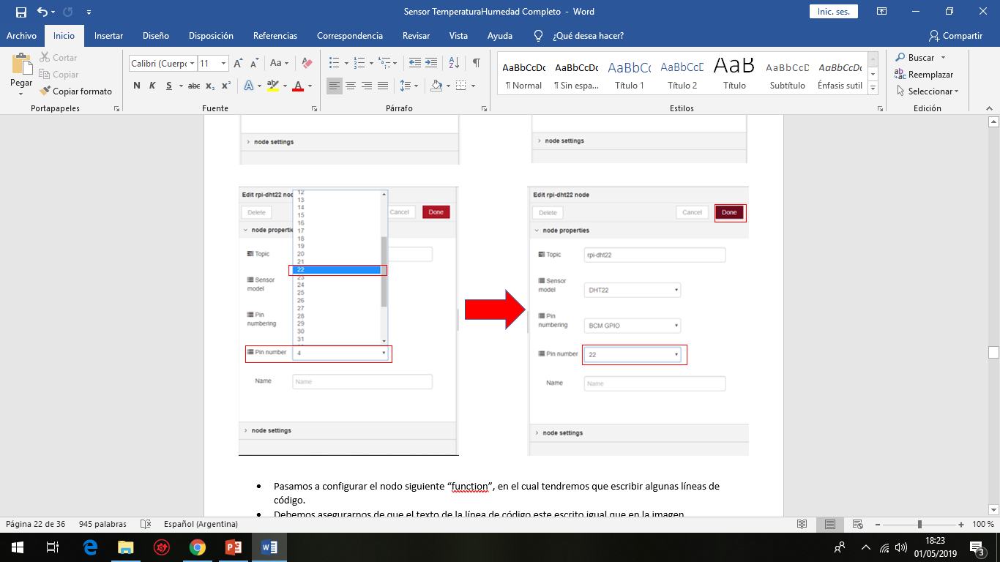 Sensor TemperaturaHumedad Completo - Word
Inic. ses.
Archivo Inicio Insertar Diseño Disposición Referencias Correspondencia Revisar Vista Ayuda ¿Qué desea hacer? Compartir
Pegar
Cortar
Copiar
Copiar formato
Portapapeles
Calibri (Cuerpo 11
Aa
N K S abc x₂ x²
Fuente
Párrafo
AaBbCcDc AaBbCcDc AaBbCc AaBbCcD AaB AaBbCcD AaBbCcDc
¶ Normal ¶ Sin espa... Título 1 Título 2 Título Subtítulo Énfasis sutil
Estilos
Buscar
Reemplazar
Seleccionar
Edición
node settings
node settings
Edit rpi-dht22 nod
Delete Cancel Done
node propertie
Topic
Sensor model
Pin numbering
12
13
14
15
16
17
18
19
20
21
22
23
24
25
26
27
28
29
30
31
Pin number 4
Name Name
node settings
Edit rpi-dht22 node
Delete Cancel Done
node properties
Topic rpi-dht22
Sensor model DHT22
Pin numbering BCM GPIO
Pin number 22
Name Name
node settings
• Pasamos a configurar el nodo siguiente “function”, en el cual tendremos que escribir algunas líneas de
código.
• Debemos asegurarnos de que el texto de la línea de código este escrito igual que en la imagen
Página 22 de 36 945 palabras Español (Argentina) 100 %
18:23
01/05/2019
3